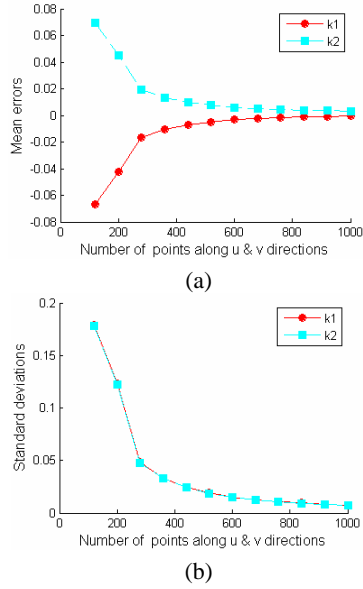 0.08
0.06
0.04
0.02
0
-0.02
-0.04
-0.06
-0.08
Mean errors
k1
k2
0 200 400 600 800 1000
Number of points along u & v directions
(a)
0.2
0.15
0.1
0.05
0
Standard deviations
k1
k2
0 200 400 600 800 1000
Number of points along u & v directions
(b)